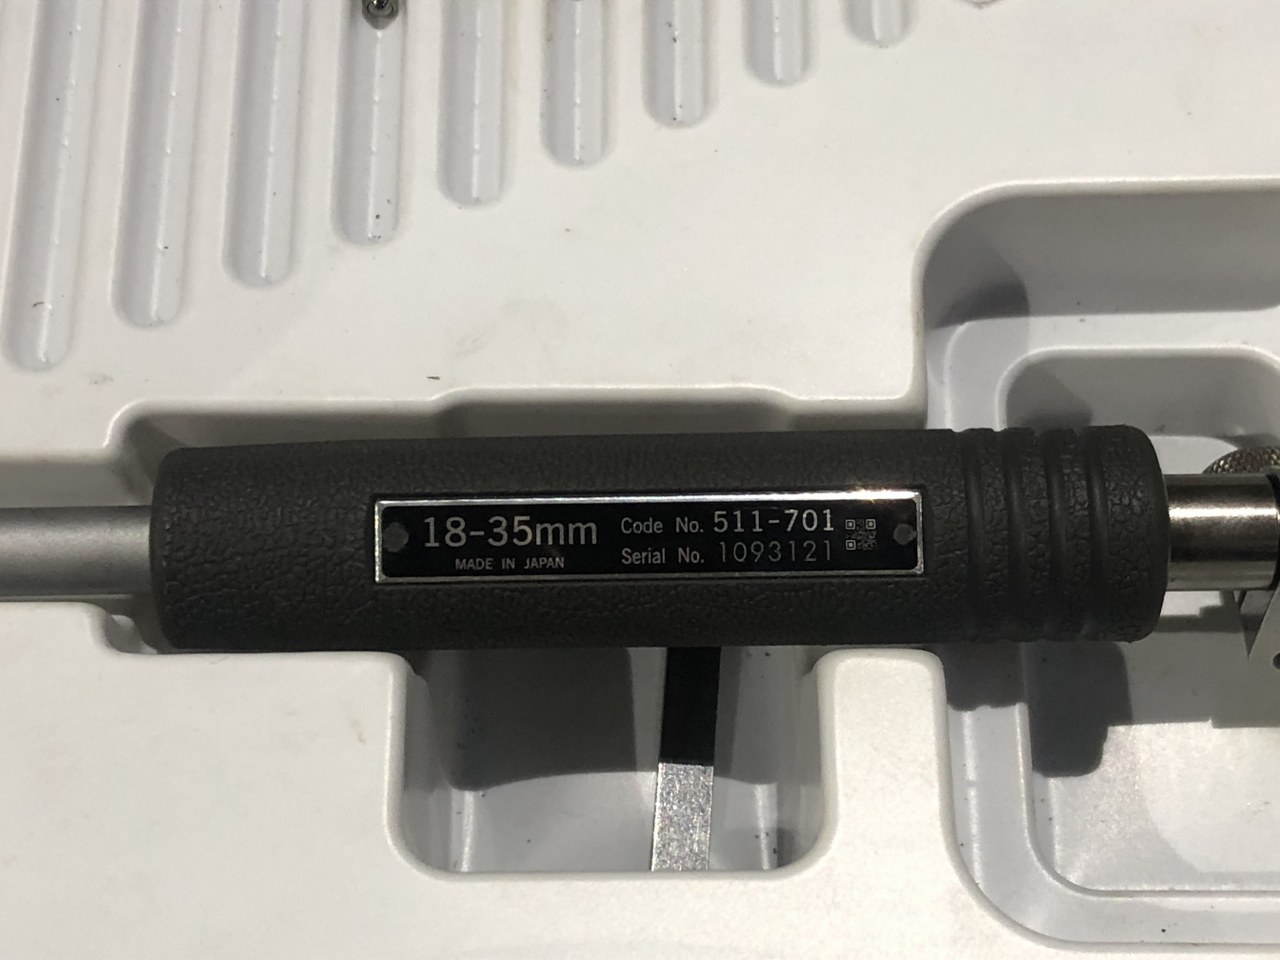 18-35mm
MADE IN JAPAN
Code No. 511-701
Serial No. 1093121